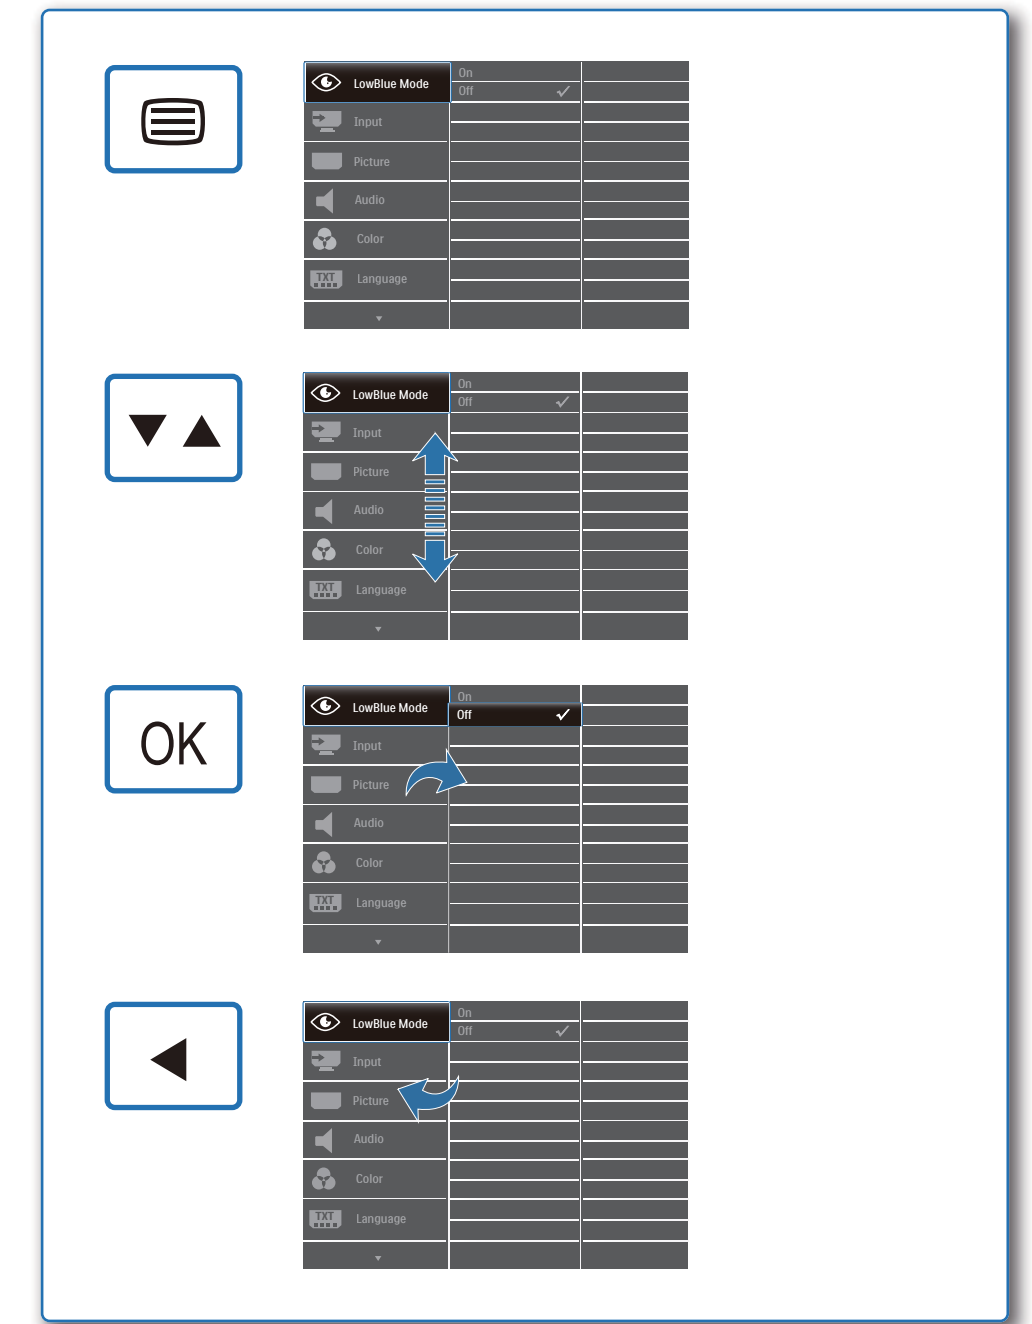 LowBlue Mode
On
Off
Input
Picture
Audio
Color
TXT
Language
LowBlue Mode
On
Off
Input
Picture
Audio
Color
TXT
Language
OK
LowBlue Mode
On
Off
Input
Picture
Audio
Color
TXT
Language
LowBlue Mode
On
Off
Input
Picture
Audio
Color
TXT
Language